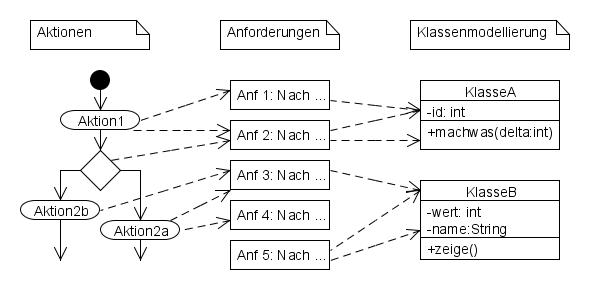 Aktionen
Anforderungen
Klassenmodellierung
Aktion1
Aktion2b
Aktion2a
Anf 1: Nach ...
Anf 2: Nach ...
Anf 3: Nach ...
Anf 4: Nach ...
Anf 5: Nach ...
KlasseA
-id: int
+machwas(delta:int)
KlasseB
-wert: int
-name:String
+zeige()